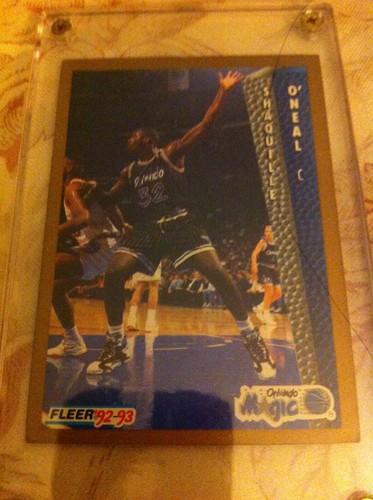 SHAQUILLE
O'NEAL
C
Orlando
32
FLEER '92-93
Orlando
Magic